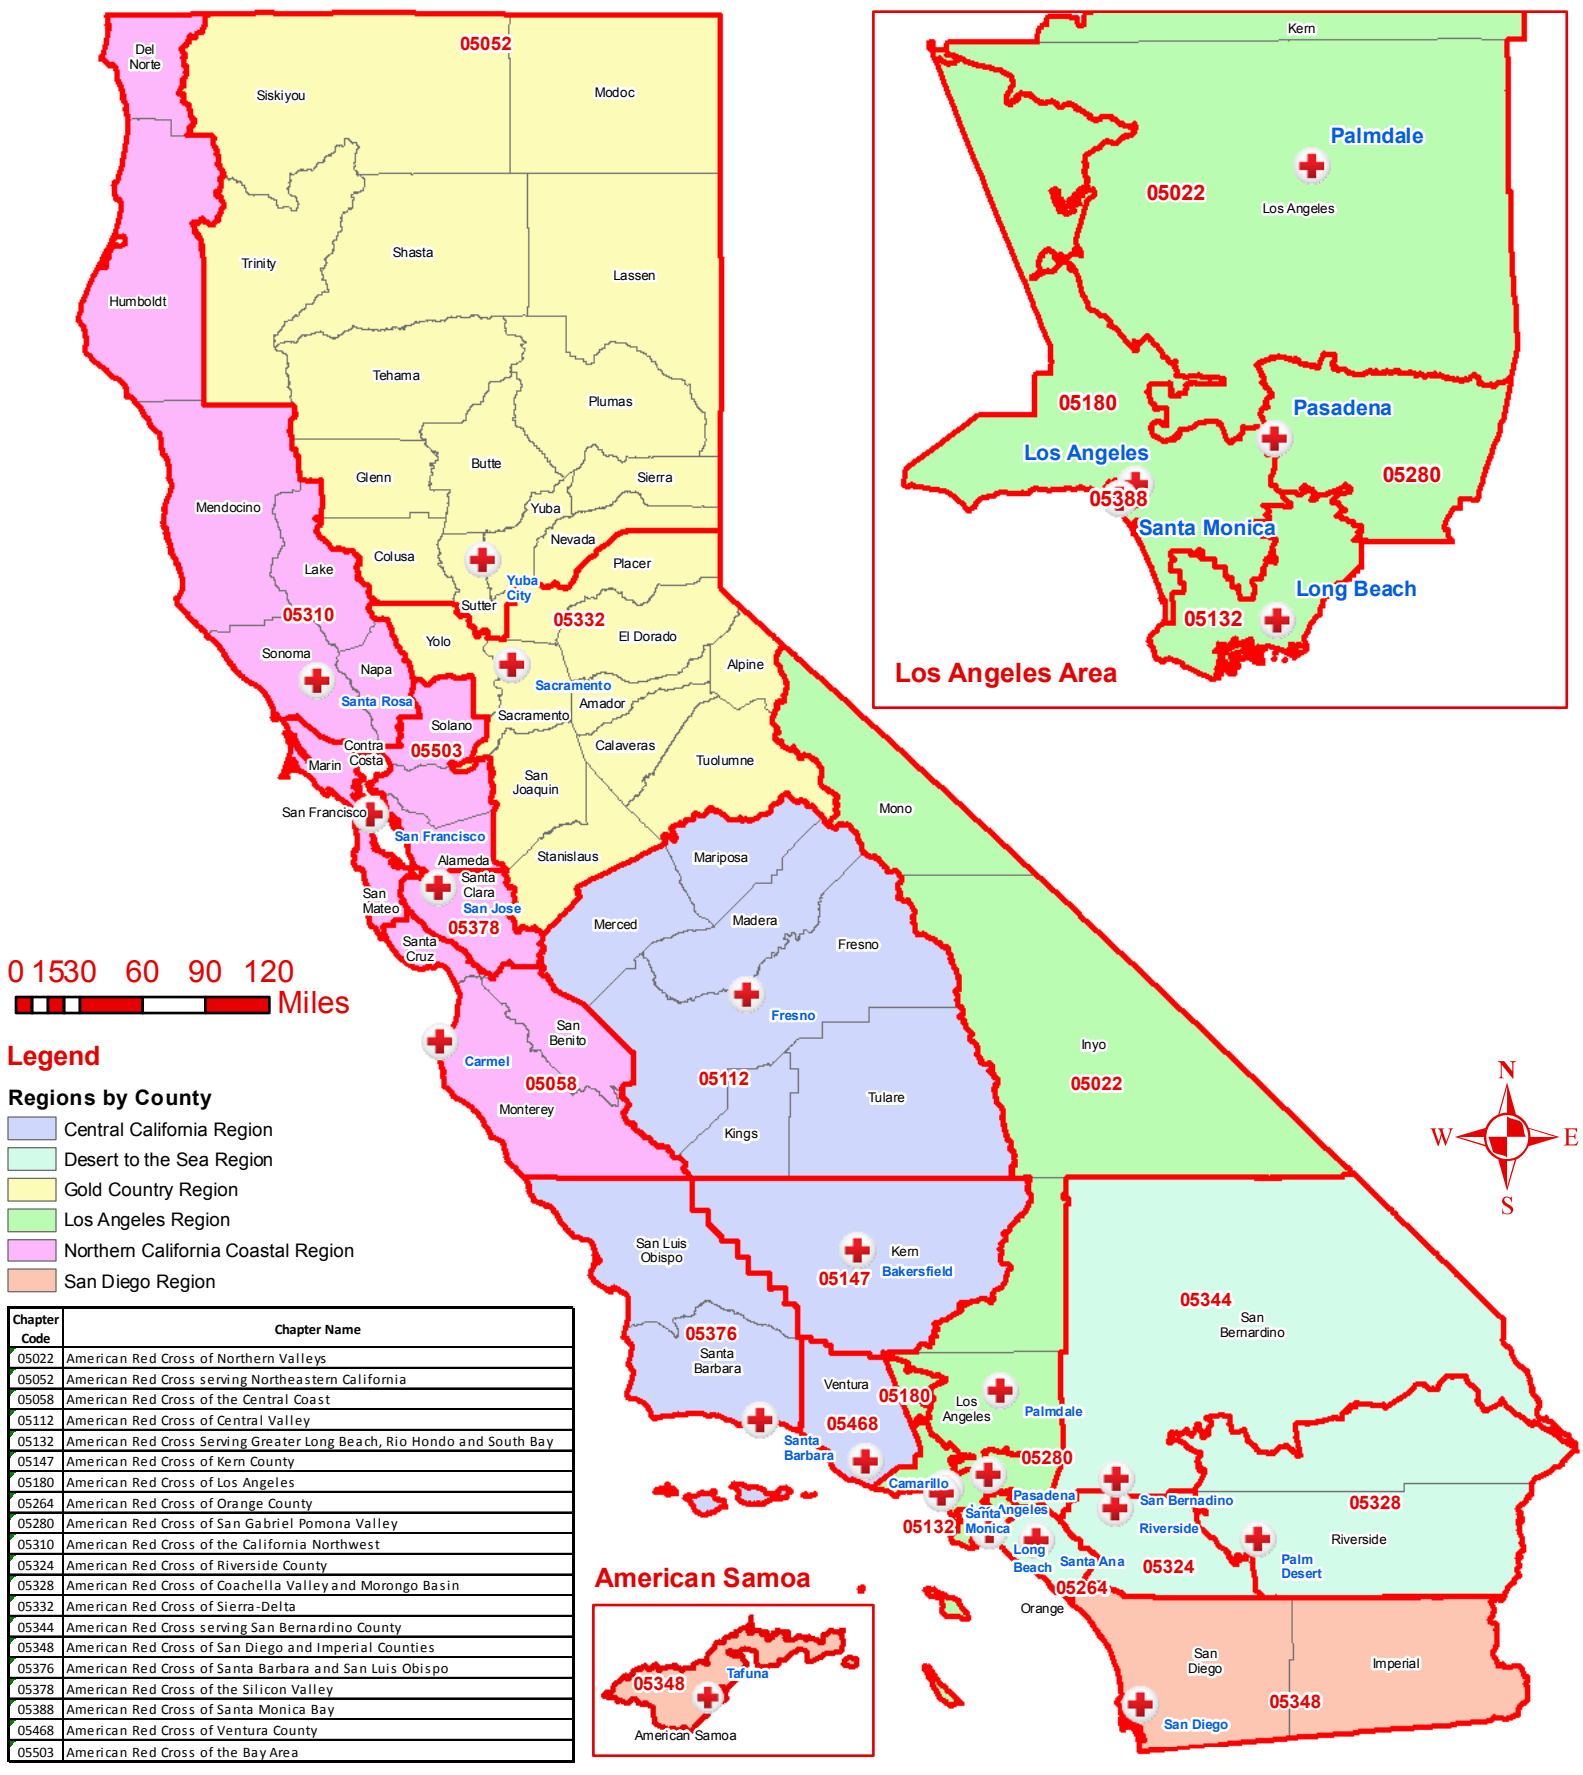 05052
Del
Norte
Siskiyou
Modoc
Trinity
Shasta
Lassen
Humboldt
Tehama
Plumas
Butte
Glenn
Sierra
Mendocino
Yuba
Nevada
Colusa
Placer
Lake
Yuba
City
Sutter
05310
05332
El Dorado
Yolo
Sonoma
Napa
Alpine
Sacramento
Santa Rosa
Amador
Sacramento
Solano
Calaveras
Contra
Costa
05503
Marin
Tuolumne
San
Joaquin
Mono
San Francisco
San Francisco
Alameda
Stanislaus
Mariposa
Santa
Clara
San
Mateo
San Jose
05378
Merced
Madera
Fresno
Santa
Cruz
Fresno
San
Benito
Carmel
05058
Monterey
05112
Inyo
05022
Tulare
Kings
San Luis
Obispo
Kern
05147
Bakersfield
05344
San
Bernardino
05376
Santa
Barbara
Ventura
05180
Los
Angeles
Palmdale
05468
Santa
Barbara
05280
Camarillo
Pasadena
San Bernadino
05328
Los Angeles
Santa
Monica
05132
Riverside
Riverside
Long
Beach
Santa Ana
05324
Palm
Desert
05264
Orange
San
Diego
Imperial
05348
San Diego
Kern
Palmdale
05022
Los Angeles
05180
Pasadena
Los Angeles
05280
05388
Santa Monica
Long Beach
05132
Los Angeles Area
0 15 30 60 90 120
Miles
N
W E
S
Legend
Regions by County
Central California Region
Desert to the Sea Region
Gold Country Region
Los Angeles Region
Northern California Coastal Region
San Diego Region
Chapter Code Chapter Name
05022 American Red Cross of Northern Valleys
05052 American Red Cross serving Northeastern California
05058 American Red Cross of the Central Coast
05112 American Red Cross of Central Valley
05132 American Red Cross Serving Greater Long Beach, Rio Hondo and South Bay
05147 American Red Cross of Kern County
05180 American Red Cross of Los Angeles
05264 American Red Cross of Orange County
05280 American Red Cross of San Gabriel Pomona Valley
05310 American Red Cross of the California Northwest
05324 American Red Cross of Riverside County
05328 American Red Cross of Coachella Valley and Morongo Basin
05332 American Red Cross of Sierra-Delta
05344 American Red Cross serving San Bernardino County
05348 American Red Cross of San Diego and Imperial Counties
05376 American Red Cross of Santa Barbara and San Luis Obispo
05378 American Red Cross of the Silicon Valley
05388 American Red Cross of Santa Monica Bay
05468 American Red Cross of Ventura County
05503 American Red Cross of the Bay Area
American Samoa
Tafuna
05348
American Samoa